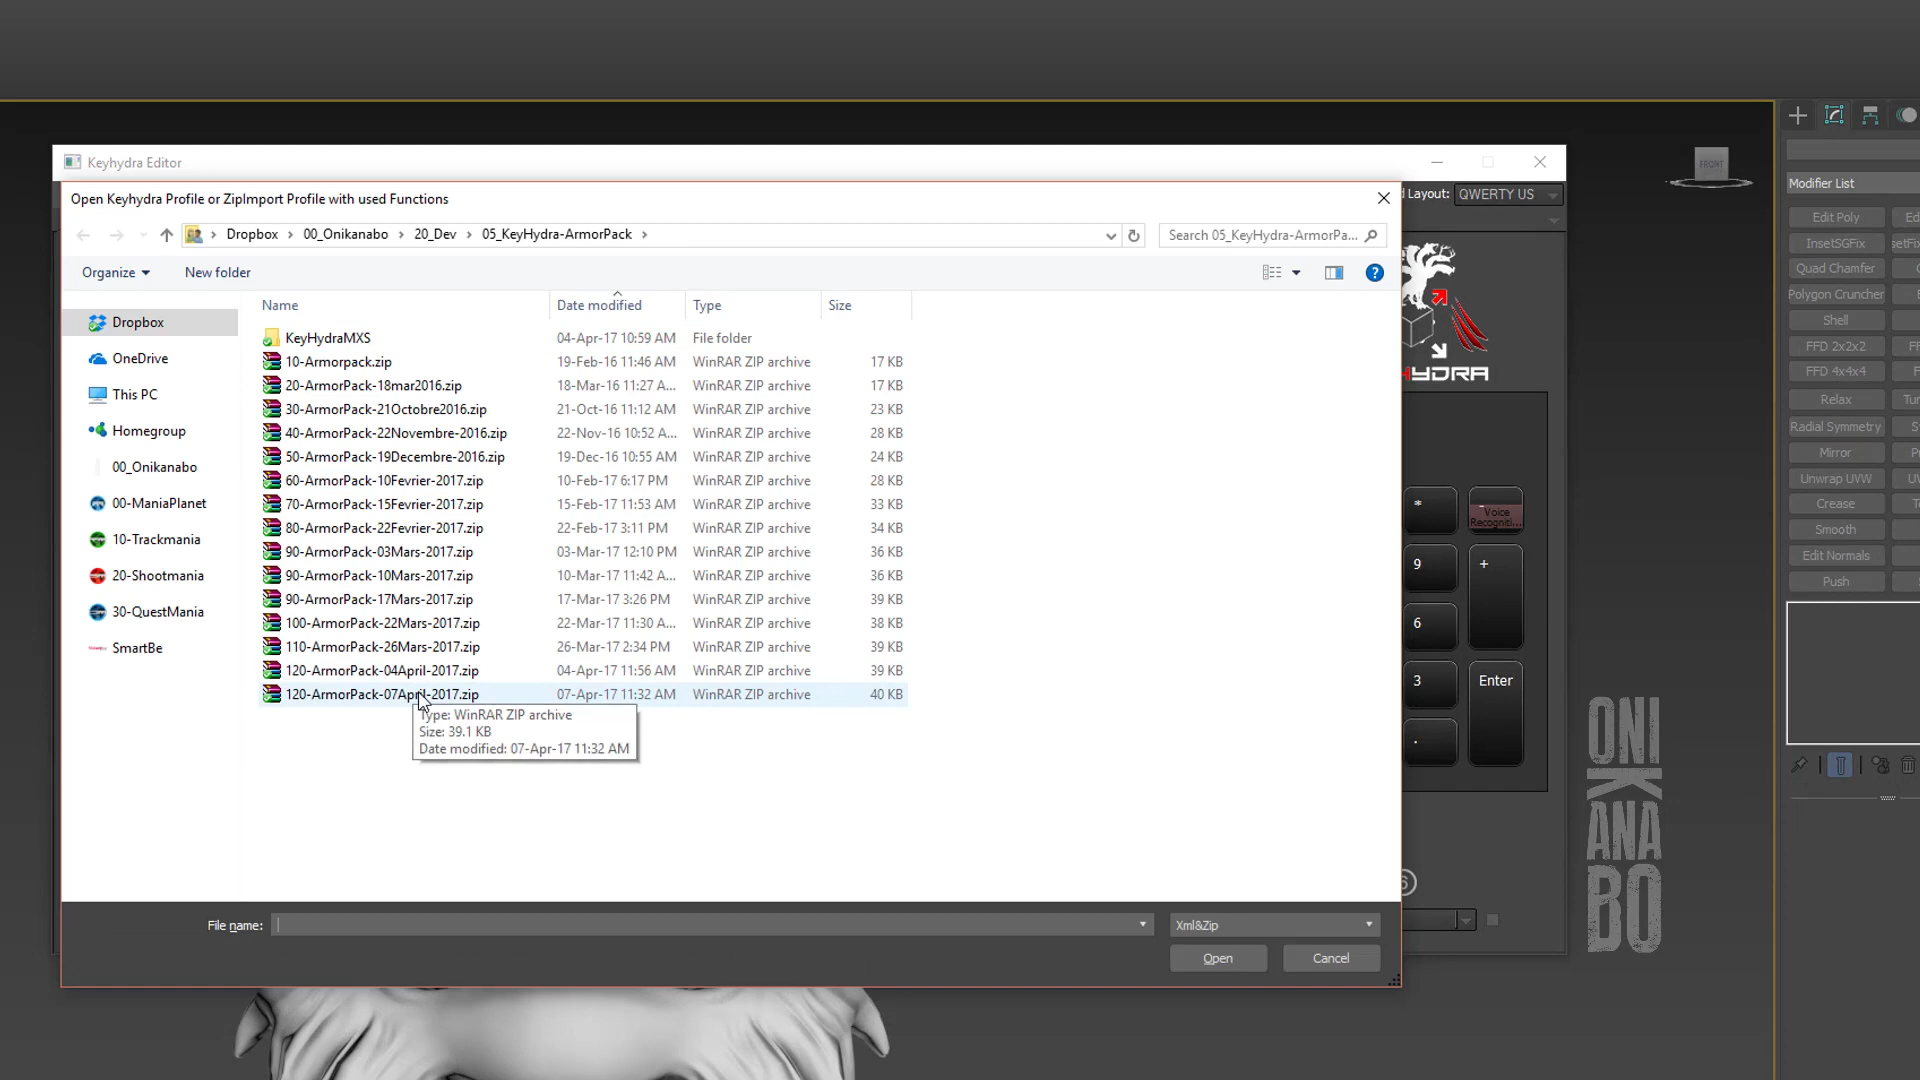 Keyhydra Editor
Open Keyhydra Profile or ZipImport Profile with used Functions
Dropbox > 00_Onikanabo > 20_Dev > 05_KeyHydra-ArmorPack >
Search 05_KeyHydra-ArmorPa...
Organize
New folder
Name Date modified Type Size
KeyHydraMXS 04-Apr-17 10:59 AM File folder
10-Armorpack.zip 19-Feb-16 11:46 AM WinRAR ZIP archive 17 KB
20-ArmorPack-18mar2016.zip 18-Mar-16 11:27 A... WinRAR ZIP archive 17 KB
30-ArmorPack-21Octobre2016.zip 21-Oct-16 11:12 AM WinRAR ZIP archive 23 KB
40-ArmorPack-22Novembre-2016.zip 22-Nov-16 10:52 A... WinRAR ZIP archive 28 KB
50-ArmorPack-19Decembre-2016.zip 19-Dec-16 10:55 AM WinRAR ZIP archive 24 KB
60-ArmorPack-10Fevrier-2017.zip 10-Feb-17 6:17 PM WinRAR ZIP archive 28 KB
70-ArmorPack-15Fevrier-2017.zip 15-Feb-17 11:53 AM WinRAR ZIP archive 33 KB
80-ArmorPack-22Fevrier-2017.zip 22-Feb-17 3:11 PM WinRAR ZIP archive 34 KB
90-ArmorPack-03Mars-2017.zip 03-Mar-17 12:10 PM WinRAR ZIP archive 36 KB
90-ArmorPack-10Mars-2017.zip 10-Mar-17 11:42 A... WinRAR ZIP archive 36 KB
90-ArmorPack-17Mars-2017.zip 17-Mar-17 3:26 PM WinRAR ZIP archive 39 KB
100-ArmorPack-22Mars-2017.zip 22-Mar-17 11:30 A... WinRAR ZIP archive 38 KB
110-ArmorPack-26Mars-2017.zip 26-Mar-17 2:34 PM WinRAR ZIP archive 39 KB
120-ArmorPack-04April-2017.zip 04-Apr-17 11:56 AM WinRAR ZIP archive 39 KB
120-ArmorPack-07April-2017.zip 07-Apr-17 11:32 AM WinRAR ZIP archive 40 KB
Type: WinRAR ZIP archive
Size: 39.1 KB
Date modified: 07-Apr-17 11:32 AM
Dropbox
OneDrive
This PC
Homegroup
00_Onikanabo
00-ManiaPlanet
10-Trackmania
20-Shootmania
30-QuestMania
SmartBe
File name:
Xml&Zip
Open
Cancel
Layout: QWERTY US
HYDRA
*
-
Voice
Recogniti...
9
+
6
3
Enter
.
ONI
KANA
BO
FRONT
Modifier List
Edit Poly
InsetSGFix
Quad Chamfer
Polygon Cruncher
Shell
FFD 2x2x2
FFD 4x4x4
Relax
Radial Symmetry
Mirror
Unwrap UVW
Crease
Smooth
Edit Normals
Push